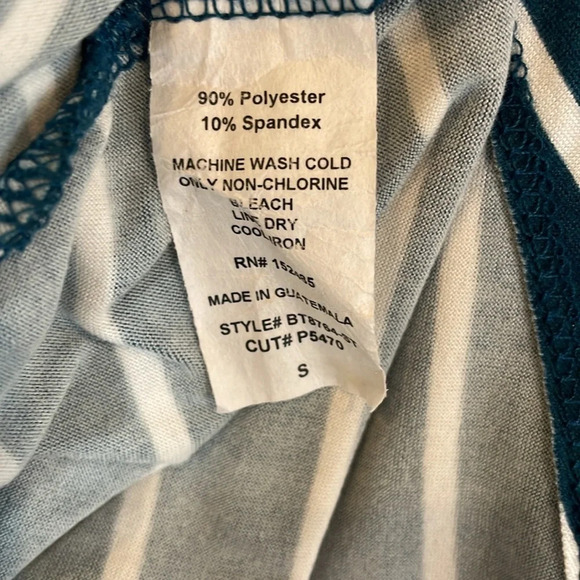 90% Polyester
10% Spandex
MACHINE WASH COLD
ONLY NON-CHLORINE
BLEACH
LINE DRY
COOL IRON
RN#
MADE IN GUATEMALA
STYLE#
CUT# P5470
S